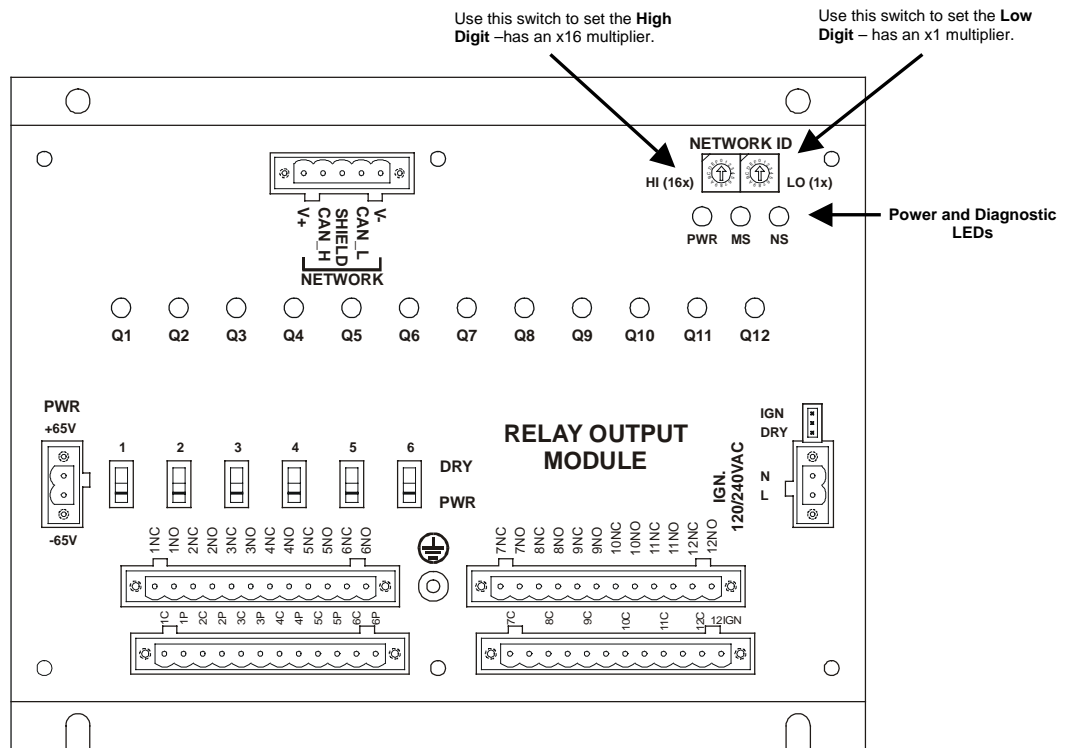 Use this switch to set the High
Digit –has an x16 multiplier.
Use this switch to set the Low
Digit – has an x1 multiplier.
NETWORK ID
HI (16x)
LO (1x)
PWR MS NS
Power and Diagnostic
LEDs
V+
CAN_H
SHIELD
CAN_L
V-
NETWORK
Q1 Q2 Q3 Q4 Q5 Q6 Q7 Q8 Q9 Q10 Q11 Q12
PWR
+65V
-65V
1 2 3 4 5 6
DRY
PWR
RELAY OUTPUT
MODULE
IGN
DRY
IGN.
120/240VAC
N
L
1NC 1NO 2NC 2NO 3NC 3NO 4NC 4NO 5NC 5NO 6NC 6NO
7NC 7NO 8NC 8NO 9NC 9NO 10NC 10NO 11NC 11NO 12NC 12NO
1C 1P 2C 2P 3C 3P 4C 4P 5C 5P 6C 6P
7C 8C 9C 10C 11C 12C 12IGN